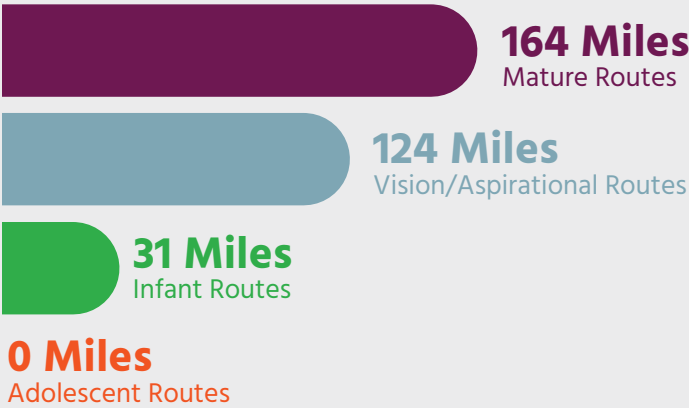 164 Miles
Mature Routes
124 Miles
Vision/Aspirational Routes
31 Miles
Infant Routes
0 Miles
Adolescent Routes